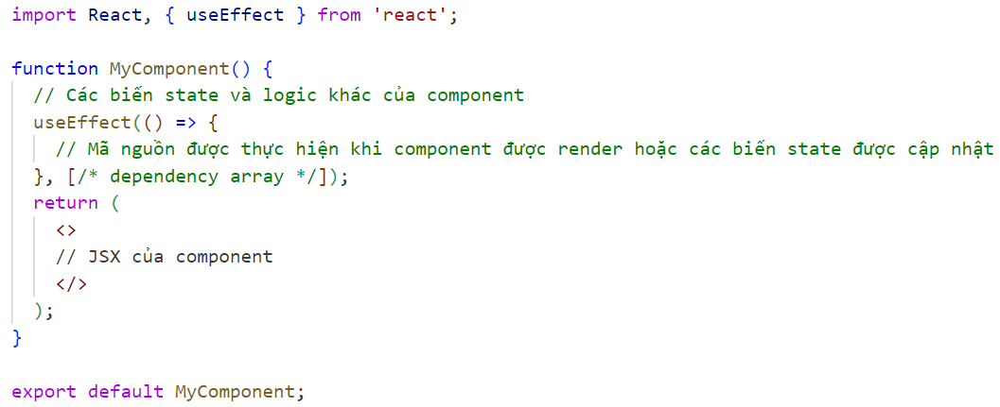 import React, { useEffect } from 'react';
function MyComponent() {
// Các biến state và logic khác của component
useEffect(() => {
// Mã nguồn được thực hiện khi component được render hoặc các biến state được cập nhật
}, [/* dependency array */]);
return (
<>
// JSX của component
</>
);
}
export default MyComponent;